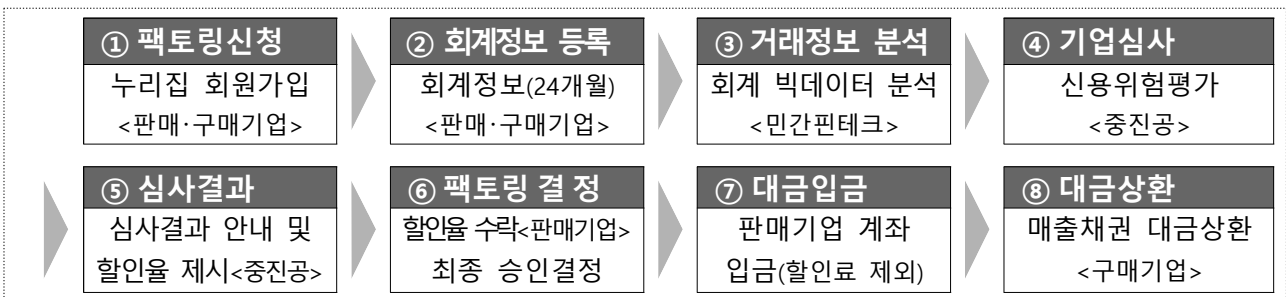 ① 팩토링신청
누리집 회원가입
<판매·구매기업>
② 회계정보 등록
회계정보(24개월)
<판매·구매기업>
③ 거래정보 분석
회계 빅데이터 분석
<민간핀테크>
④ 기업심사
신용위험평가
<중진공>
⑤ 심사결과
심사결과 안내 및
할인율 제시<중진공>
⑥ 팩토링 결정
할인율 수락<판매기업>
최종 승인결정
⑦ 대금입금
판매기업 계좌
입금(할인료 제외)
⑧ 대금상환
매출채권 대금상환
<구매기업>